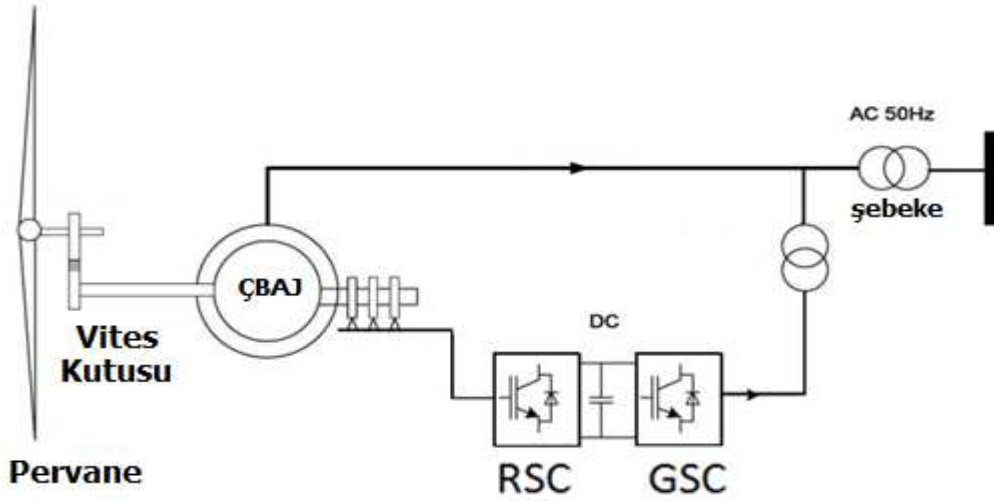 AC 50Hz
şebeke
ÇBAJ
DC
Vites
Kutusu
Pervane
RSC
GSC